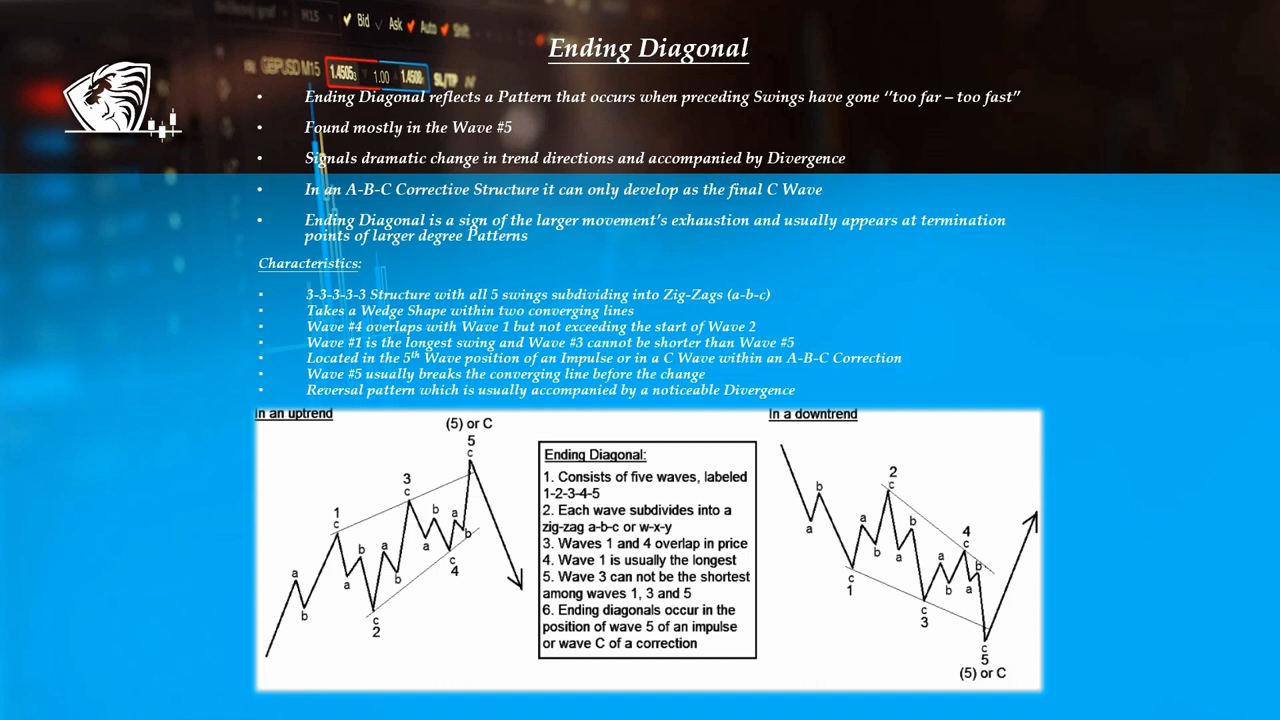 M15
Bid
Ask
Auto
Shift
GBPUSD M15
1.4505
1.00
1.4508
SL/TP
Ending Diagonal
• Ending Diagonal reflects a Pattern that occurs when preceding Swings have gone ‘’too far – too fast”
• Found mostly in the Wave #5
• Signals dramatic change in trend directions and accompanied by Divergence
• In an A-B-C Corrective Structure it can only develop as the final C Wave
• Ending Diagonal is a sign of the larger movement’s exhaustion and usually appears at termination
points of larger degree Patterns
Characteristics:
• 3-3-3-3-3 Structure with all 5 swings subdividing into Zig-Zags (a-b-c)
• Takes a Wedge Shape within two converging lines
• Wave #4 overlaps with Wave 1 but not exceeding the start of Wave 2
• Wave #1 is the longest swing and Wave #3 cannot be shorter than Wave #5
• Located in the 5th Wave position of an Impulse or in a C Wave within an A-B-C Correction
• Wave #5 usually breaks the converging line before the change
• Reversal pattern which is usually accompanied by a noticeable Divergence
In an uptrend
(5) or C
5
c
3
c
1
c
b
a
b
a
a
b
a
b
a
b
c
4
c
2
Ending Diagonal:
1. Consists of five waves, labeled
1-2-3-4-5
2. Each wave subdivides into a
zig-zag a-b-c or w-x-y
3. Waves 1 and 4 overlap in price
4. Wave 1 is usually the longest
5. Wave 3 can not be the shortest
among waves 1, 3 and 5
6. Ending diagonals occur in the
position of wave 5 of an impulse
or wave C of a correction
In a downtrend
2
c
b
a
b
4
c
a
b
a
b
a
b
a
c
1
c
3
c
5
(5) or C